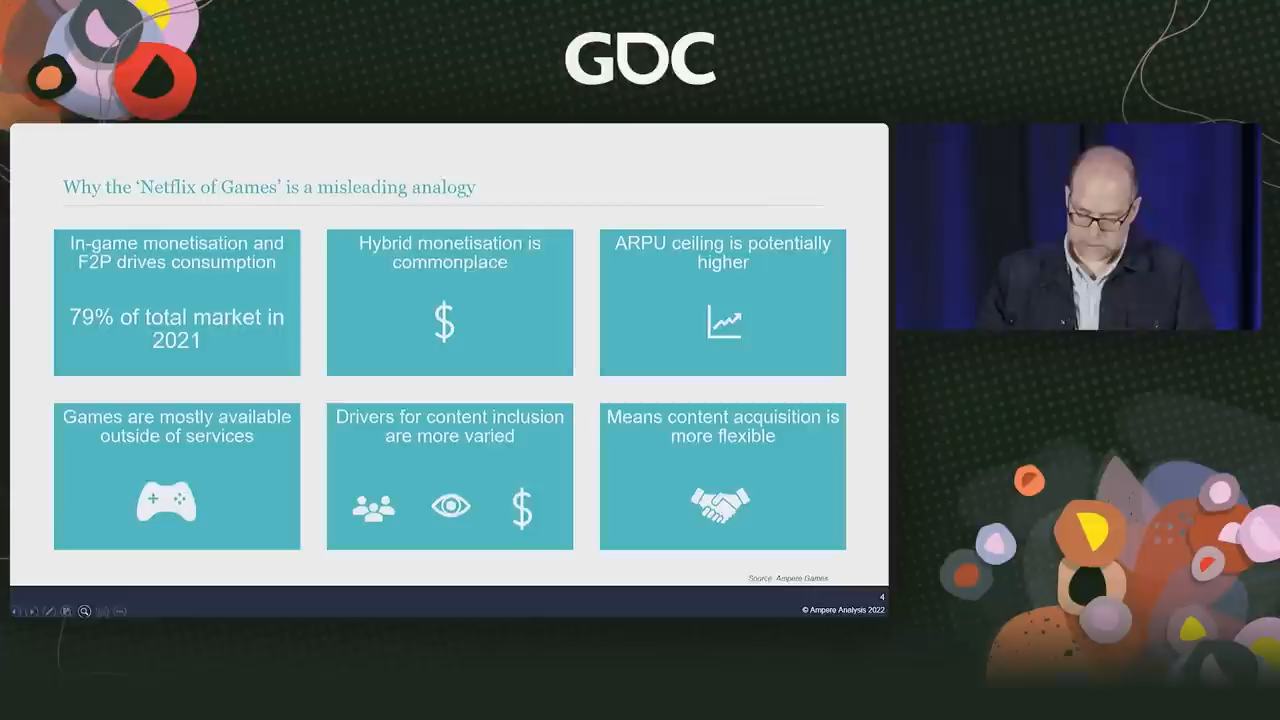 GDC
Why the ‘Netflix of Games’ is a misleading analogy
In-game monetisation and
F2P drives consumption
79% of total market in
2021
Hybrid monetisation is
commonplace
ARPU ceiling is potentially
higher
Games are mostly available
outside of services
Drivers for content inclusion
are more varied
Means content acquisition is
more flexible
Source: Ampere Games
4
© Ampere Analysis 2022